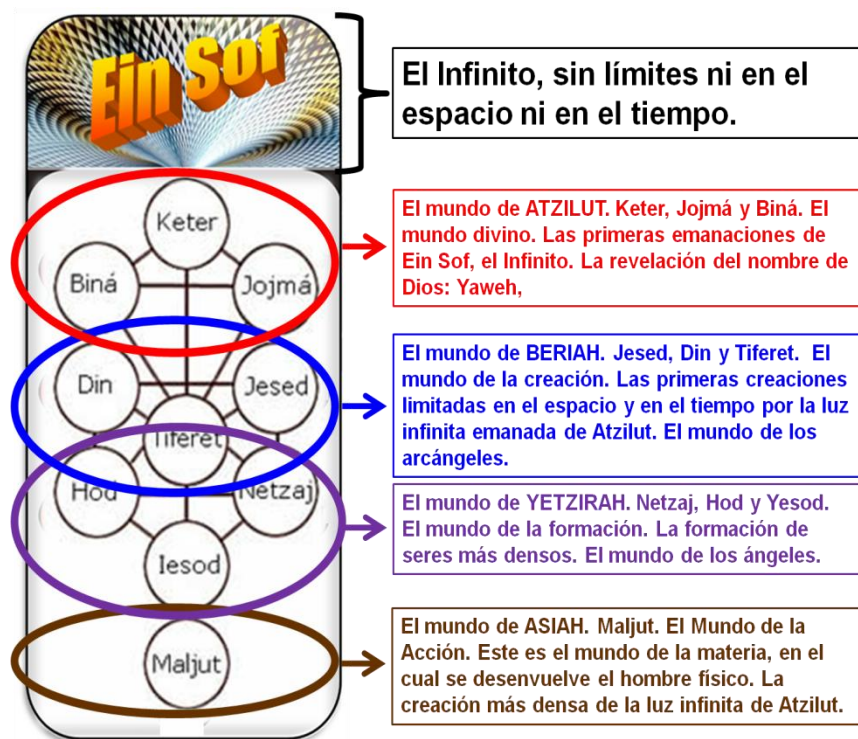 Ein Sof
El Infinito, sin límites ni en el
espacio ni en el tiempo.
Keter
Biná
Jojmá
El mundo de ATZILUT. Keter, Jojmá y Biná. El
mundo divino. Las primeras emanaciones de
Ein Sof, el Infinito. La revelación del nombre de
Dios: Yaweh,
Din
Jesed
Tiferet
El mundo de BERIAH. Jesed, Din y Tiferet. El
mundo de la creación. Las primeras creaciones
limitadas en el espacio y en el tiempo por la luz
infinita emanada de Atzilut. El mundo de los
arcángeles.
Hod
Netzaj
Iesod
El mundo de YETZIRAH. Netzaj, Hod y Yesod.
El mundo de la formación. La formación de
seres más densos. El mundo de los ángeles.
Maljut
El mundo de ASIAH. Maljut. El Mundo de la
Acción. Este es el mundo de la materia, en el
cual se desenvuelve el hombre físico. La
creación más densa de la luz infinita de Atzilut.